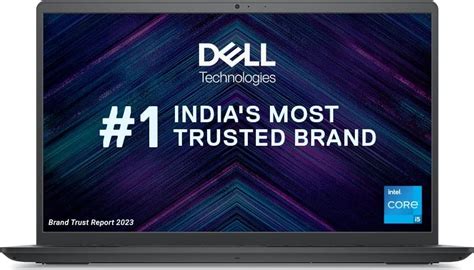 DELL
Technologies
#1 INDIA'S MOST
TRUSTED BRAND
intel
CORE
i5
Brand Trust Report 2023